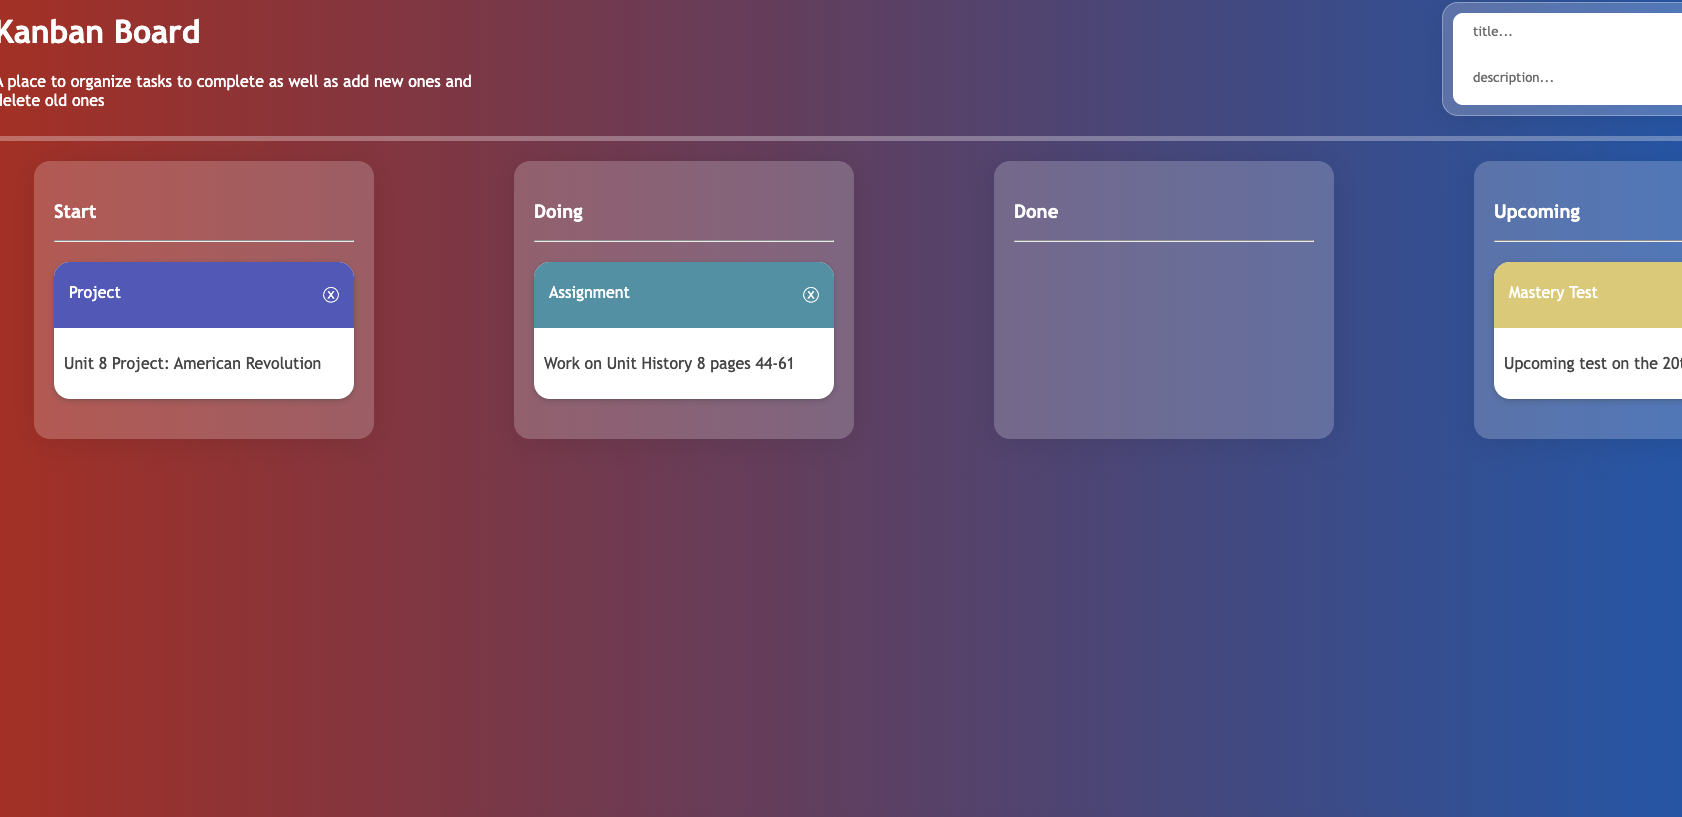 Kanban Board
A place to organize tasks to complete as well as add new ones and
delete old ones
title...
description...
Start
Doing
Done
Upcoming
Project ⓧ
Assignment ⓧ
Mastery Test
Unit 8 Project: American Revolution
Work on Unit History 8 pages 44-61
Upcoming test on the 20t